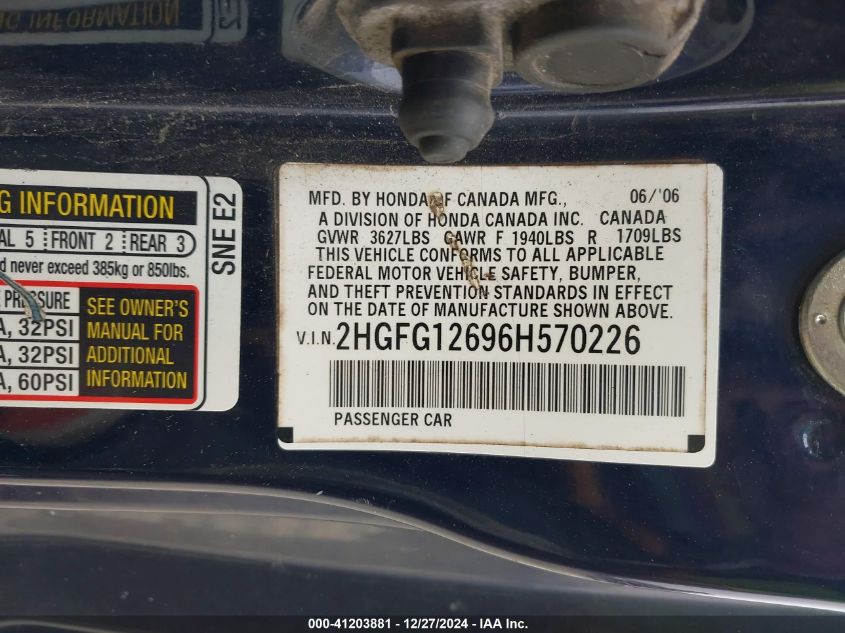 G INFORMATION
AL 5 FRONT 2 REAR 3
d never exceed 385kg or 850lbs.
PRESSURE
A, 32PSI
A, 32PSI
A, 60PSI
SEE OWNER'S
MANUAL FOR
ADDITIONAL
INFORMATION
SNE E2
MFD. BY HONDA OF CANADA MFG., 06/'06
A DIVISION OF HONDA CANADA INC. CANADA
GVWR 3627LBS GAWR F 1940LBS R 1709LBS
THIS VEHICLE CONFORMS TO ALL APPLICABLE
FEDERAL MOTOR VEHICLE SAFETY, BUMPER,
AND THEFT PREVENTION STANDARDS IN EFFECT
ON THE DATE OF MANUFACTURE SHOWN ABOVE.
V.I.N. 2HGFG12696H570226
PASSENGER CAR
000-41203881 - 12/27/2024 - IAA Inc.